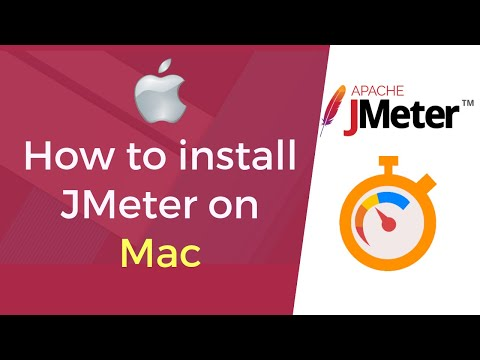 How to install
JMeter on
Mac
APACHE
JMeter™